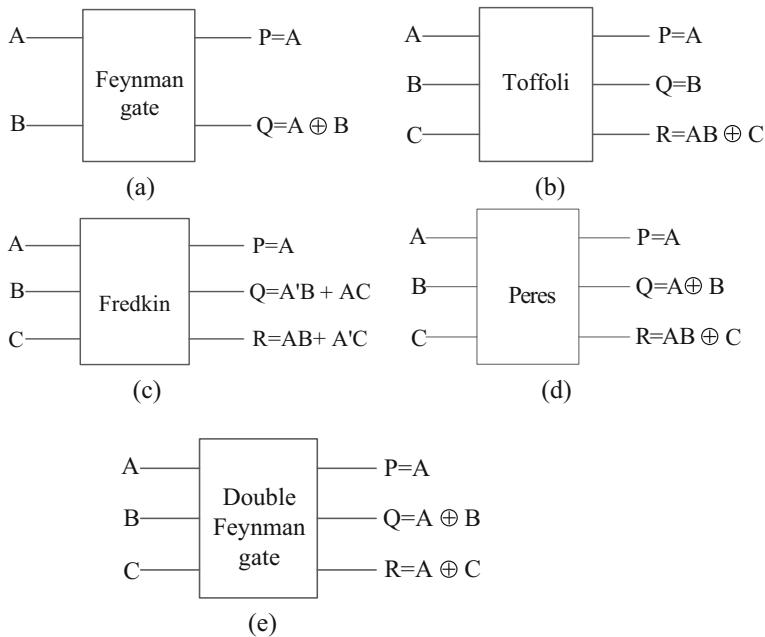 A
P=A
Feynman
gate
B
Q=A ⊕ B
(a)
A
P=A
B
Toffoli
Q=B
C
R=AB ⊕ C
(b)
A
P=A
B
Fredkin
Q=A'B + AC
C
R=AB+ A'C
(c)
A
P=A
B
Peres
Q=A⊕ B
C
R=AB ⊕ C
(d)
A
P=A
Double
Feynman
gate
B
Q=A ⊕ B
C
R=A ⊕ C
(e)